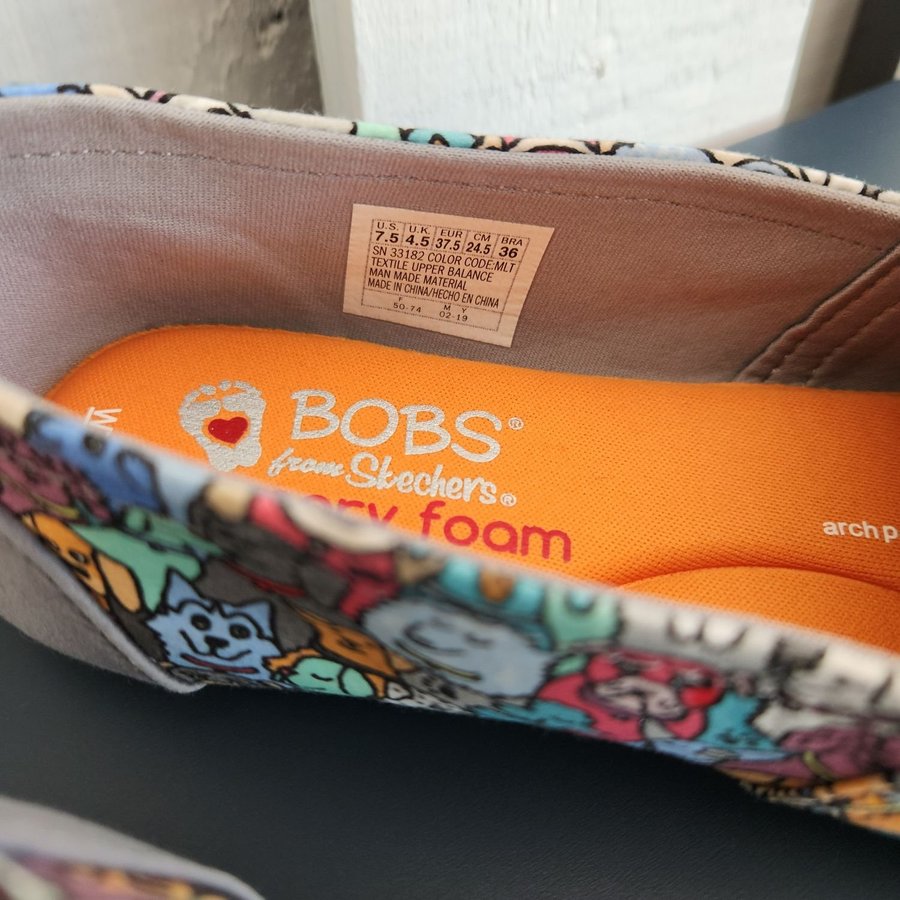 U.S. U.K. EUR CM BRA
7.5 4.5 37.5 24.5 36
SN 33182 COLOR CODE:MLT
TEXTILE UPPER BALANCE
MAN MADE MATERIAL
MADE IN CHINA/HECHO EN CHINA
F M Y
50-74 02-19
BOBS®
from Skechers®
ory foam
arch p